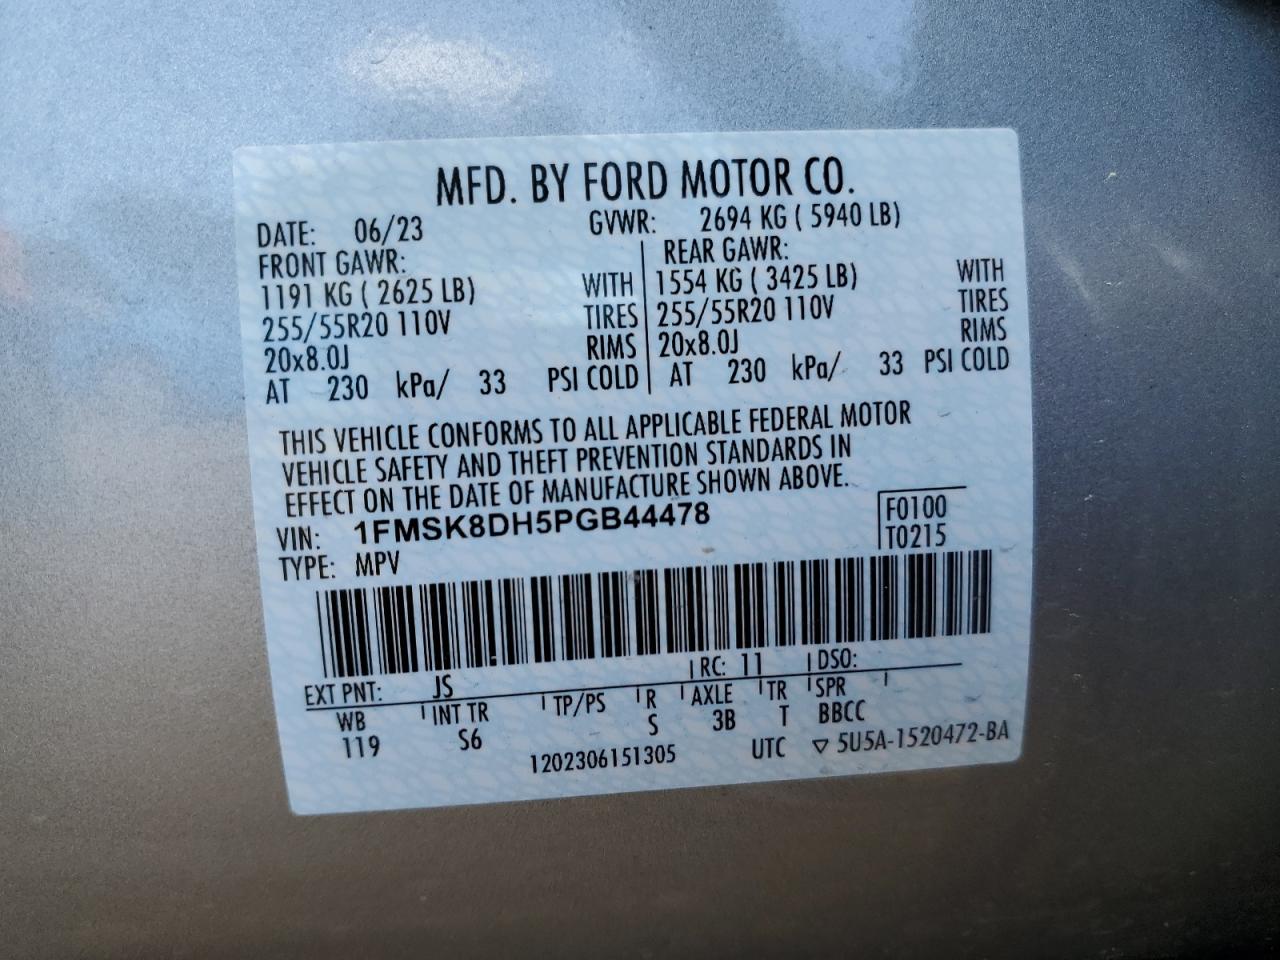 MFD. BY FORD MOTOR CO.
DATE: 06/23 GVWR: 2694 KG ( 5940 LB)
FRONT GAWR: REAR GAWR:
1191 KG ( 2625 LB) WITH 1554 KG ( 3425 LB) WITH
255/55R20 110V TIRES 255/55R20 110V TIRES
20x8.0J RIMS 20x8.0J RIMS
AT 230 kPa/ 33 PSI COLD AT 230 kPa/ 33 PSI COLD
THIS VEHICLE CONFORMS TO ALL APPLICABLE FEDERAL MOTOR
VEHICLE SAFETY AND THEFT PREVENTION STANDARDS IN
EFFECT ON THE DATE OF MANUFACTURE SHOWN ABOVE.
VIN: 1FMSK8DH5PGB44478 F0100
TYPE: MPV T0215
EXT PNT: JS RC: 11 DSO:
WB INT TR TP/PS R AXLE TR SPR
119 S6 S 3B T BBCC
1202306151305 UTC ▽ 5U5A-1520472-BA